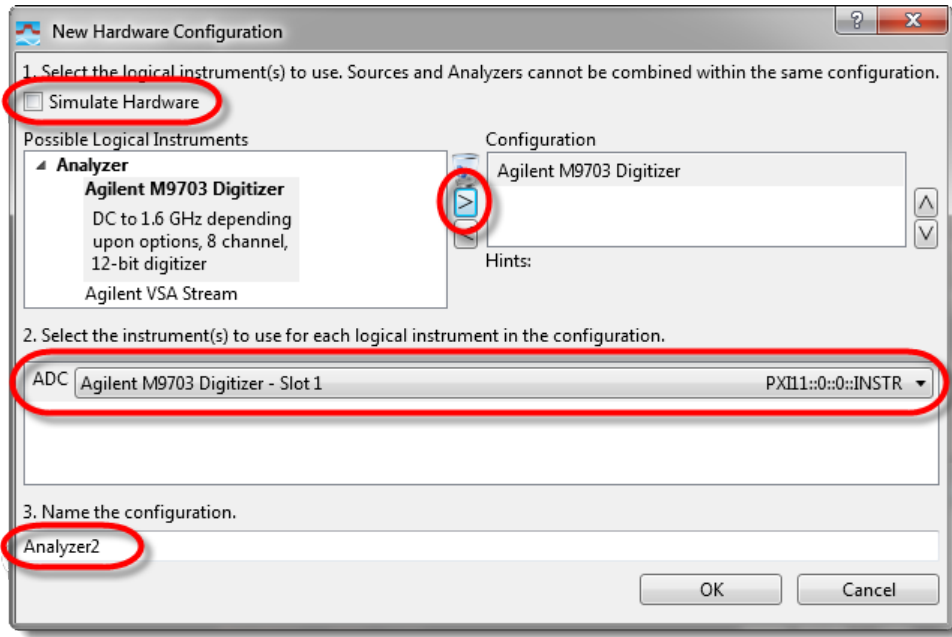 New Hardware Configuration
?
1. Select the logical instrument(s) to use. Sources and Analyzers cannot be combined within the same configuration.
Simulate Hardware
Possible Logical Instruments
Configuration
Analyzer
Agilent M9703 Digitizer
DC to 1.6 GHz depending
upon options, 8 channel,
12-bit digitizer
Agilent VSA Stream
>
<
Agilent M9703 Digitizer
Hints:
2. Select the instrument(s) to use for each logical instrument in the configuration.
ADC Agilent M9703 Digitizer - Slot 1 PXI11::0::0::INSTR
3. Name the configuration.
Analyzer2
OK Cancel